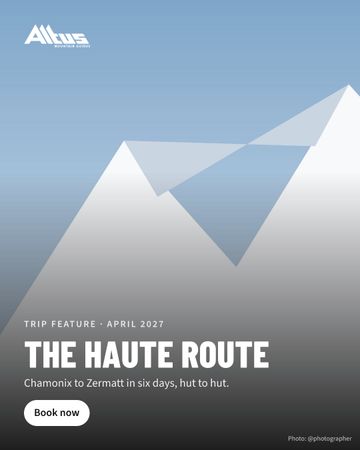 Altus
MOUNTAIN GUIDES
TRIP FEATURE · APRIL 2027
THE HAUTE ROUTE
Chamonix to Zermatt in six days, hut to hut.
Book now
Photo: @photographer